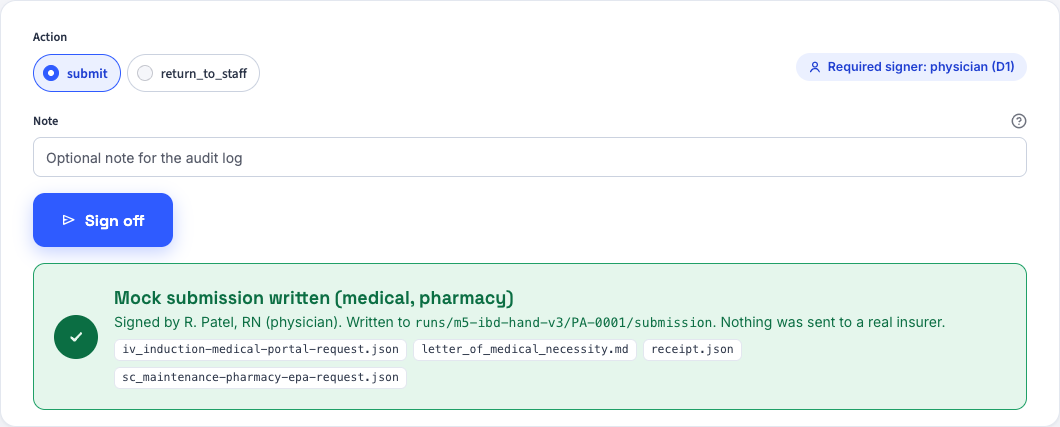 Action
submit
return_to_staff
Required signer: physician (D1)
Note
Optional note for the audit log
Sign off
Mock submission written (medical, pharmacy)
Signed by R. Patel, RN (physician). Written to runs/m5-ibd-hand-v3/PA-0001/submission. Nothing was sent to a real insurer.
iv_induction-medical-portal-request.json letter_of_medical_necessity.md receipt.json
sc_maintenance-pharmacy-epa-request.json